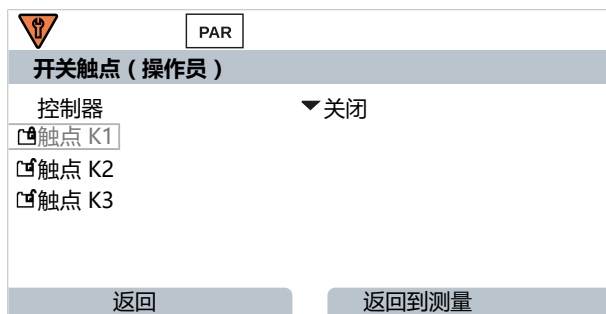 PAR
开关触点（操作员）
控制器 关闭
触点 K1
触点 K2
触点 K3
返回 返回到测量